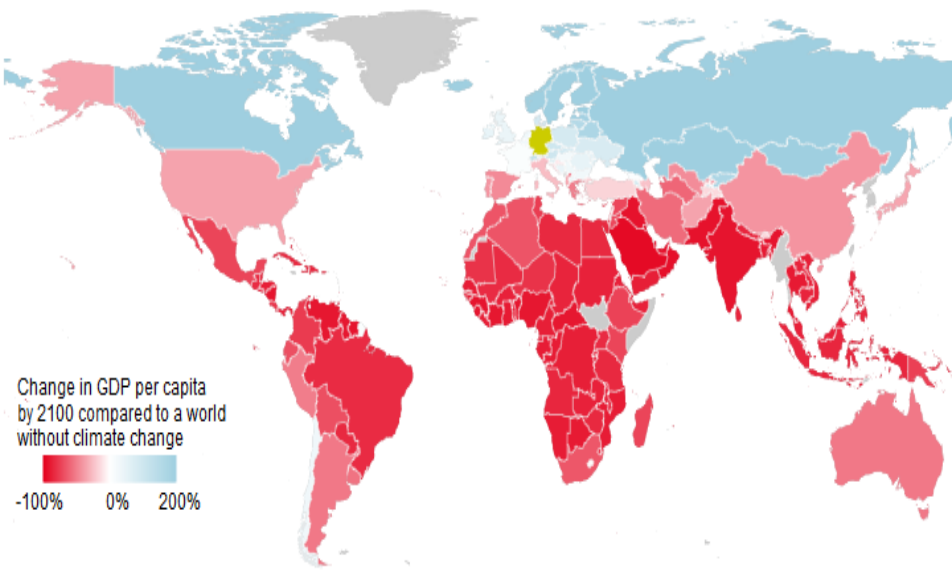 Change in GDP per capita
by 2100 compared to a world
without climate change
-100% 0% 200%